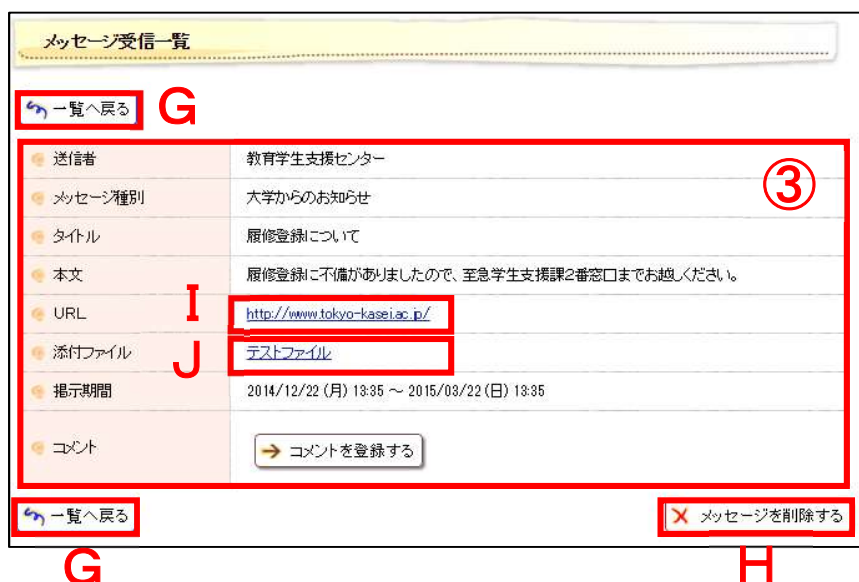 メッセージ受信一覧
一覧へ戻る G
③
送信者 教育学生支援センター
メッセージ種別 大学からのお知らせ
タイトル 履修登録について
本文 履修登録に不備がありましたので、至急学生支援課2番窓口までお越しください。
URL I http://www.tokyo-kasei.ac.jp/
添付ファイル J テストファイル
掲示期間 2014/12/22 (月) 13:35 ～ 2015/03/22 (日) 13:35
コメント コメントを登録する
一覧へ戻る メッセージを削除する
G H